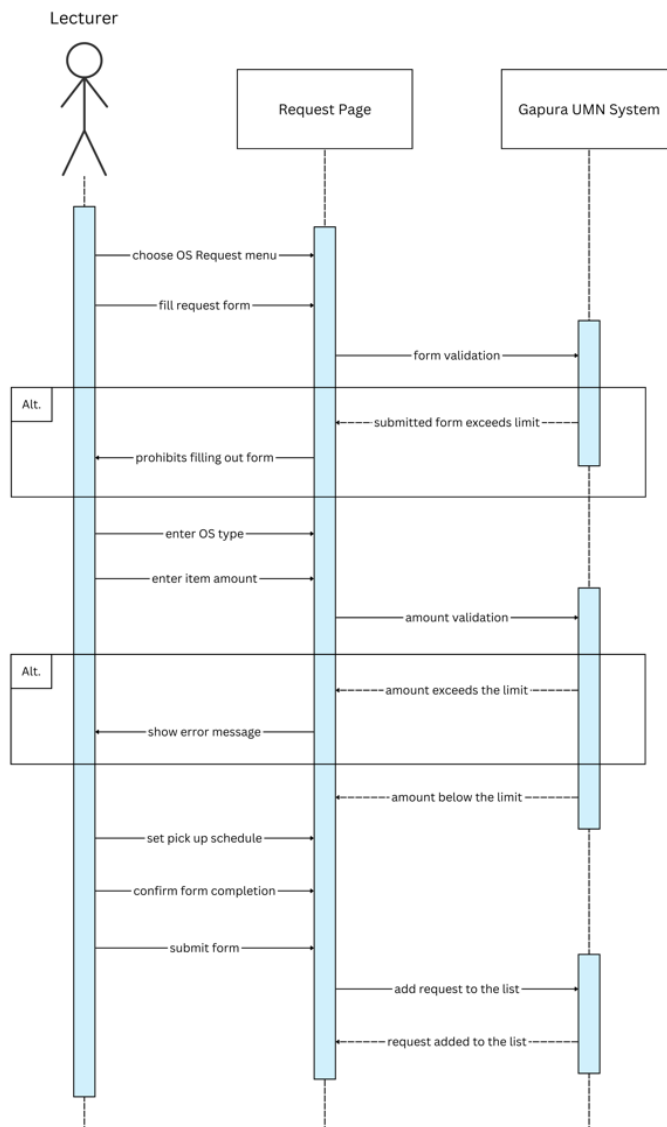 Lecturer
Request Page
Gapura UMN System
choose OS Request menu
fill request form
form validation
Alt.
submitted form exceeds limit
prohibits filling out form
enter OS type
enter item amount
amount validation
Alt.
amount exceeds the limit
show error message
amount below the limit
set pick up schedule
confirm form completion
submit form
add request to the list
request added to the list